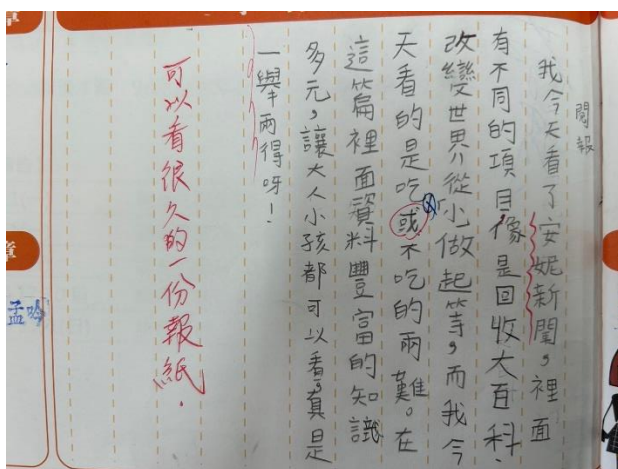 閱報
我今天看了安妮新聞，裡面
有不同的項目，像是回收大百科、
改變世界，從小做起等，而我今
天看的是吃或不吃的兩難。在
這篇裡面資料豐富的知識
多元，讓大人小孩都可以看，真是
一舉兩得呀！
可以看很久的一份報紙．
孟吟